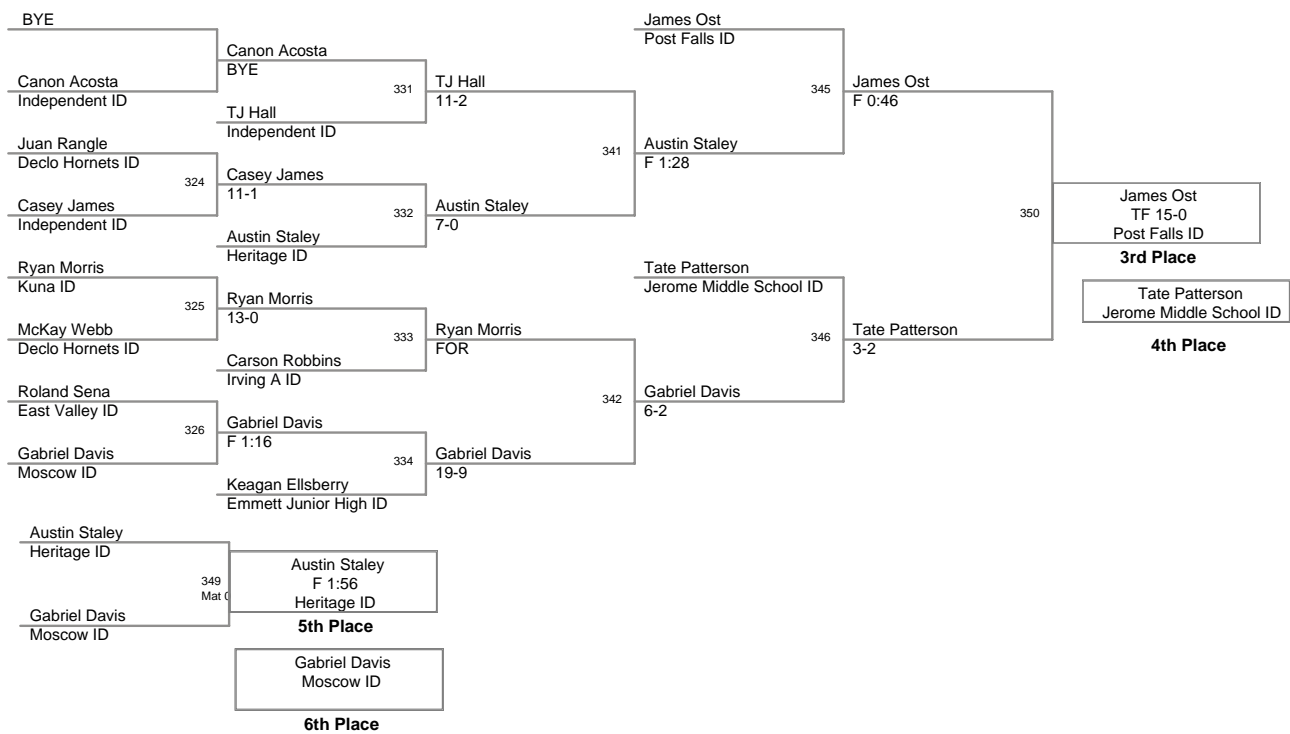 BYE
Canon Acosta
Independent ID
Juan Rangle
Declo Hornets ID
324
Casey James
Independent ID
Ryan Morris
Kuna ID
325
McKay Webb
Declo Hornets ID
Roland Sena
East Valley ID
326
Gabriel Davis
Moscow ID
Canon Acosta
BYE
331
TJ Hall
Independent ID
Casey James
11-1
332
Austin Staley
Heritage ID
Ryan Morris
13-0
333
Carson Robbins
Irving A ID
Gabriel Davis
F 1:16
334
Keagan Ellsberry
Emmett Junior High ID
TJ Hall
11-2
341
Austin Staley
7-0
Ryan Morris
FOR
342
Gabriel Davis
19-9
James Ost
Post Falls ID
345
Austin Staley
F 1:28
Tate Patterson
Jerome Middle School ID
346
Gabriel Davis
6-2
James Ost
F 0:46
350
Tate Patterson
3-2
James Ost
TF 15-0
Post Falls ID
3rd Place
Tate Patterson
Jerome Middle School ID
4th Place
Austin Staley
Heritage ID
349
Mat
Gabriel Davis
Moscow ID
Austin Staley
F 1:56
Heritage ID
5th Place
Gabriel Davis
Moscow ID
6th Place